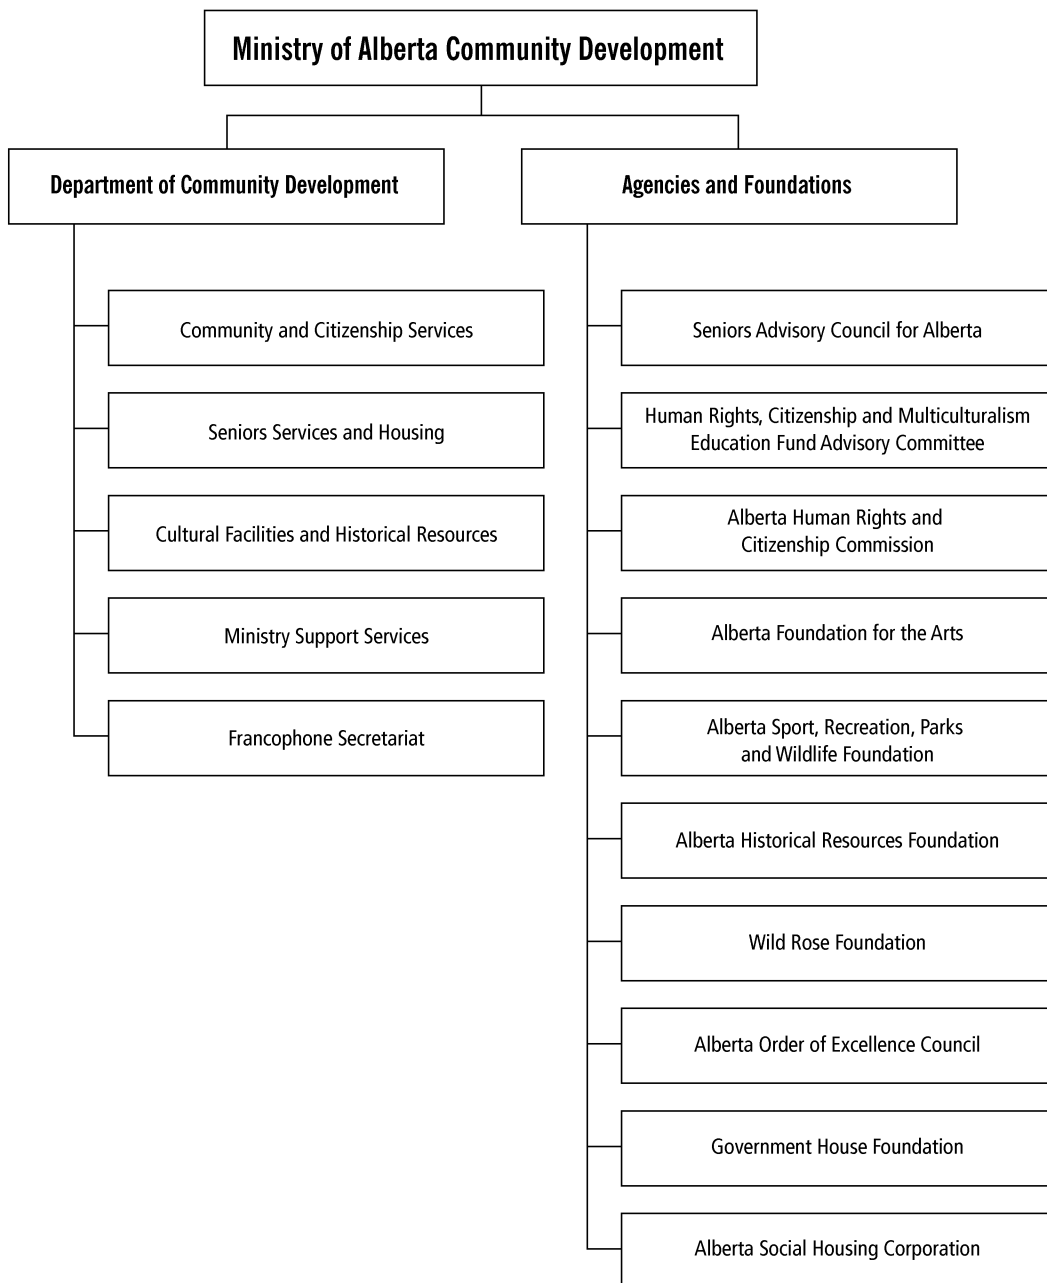 Ministry of Alberta Community Development
Department of Community Development
Community and Citizenship Services
Seniors Services and Housing
Cultural Facilities and Historical Resources
Ministry Support Services
Francophone Secretariat
Agencies and Foundations
Seniors Advisory Council for Alberta
Human Rights, Citizenship and Multiculturalism
Education Fund Advisory Committee
Alberta Human Rights and
Citizenship Commission
Alberta Foundation for the Arts
Alberta Sport, Recreation, Parks
and Wildlife Foundation
Alberta Historical Resources Foundation
Wild Rose Foundation
Alberta Order of Excellence Council
Government House Foundation
Alberta Social Housing Corporation